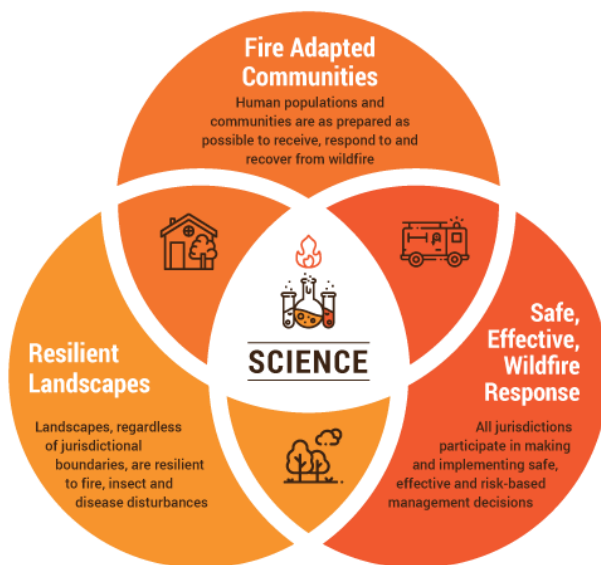 Fire Adapted
Communities
Human populations and
communities are as prepared as
possible to receive, respond to and
recover from wildfire
SCIENCE
Resilient
Landscapes
Landscapes, regardless
of jurisdictional
boundaries, are resilient
to fire, insect and
disease disturbances
Safe,
Effective,
Wildfire
Response
All jurisdictions
participate in making
and implementing safe,
effective and risk-based
management decisions